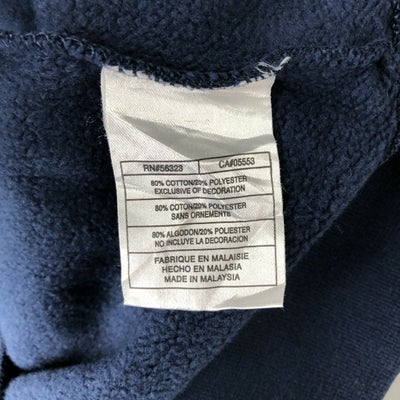 RN#56323 CA#05553
80% COTTON/20% POLYESTER
EXCLUSIVE OF DECORATION
80% COTON/20% POLYESTER
SANS ORNEMENTS
80% ALGODON/20% POLIESTER
NO INCLUYE LA DECORACION
FABRIQUE EN MALAISIE
HECHO EN MALASIA
MADE IN MALAYSIA